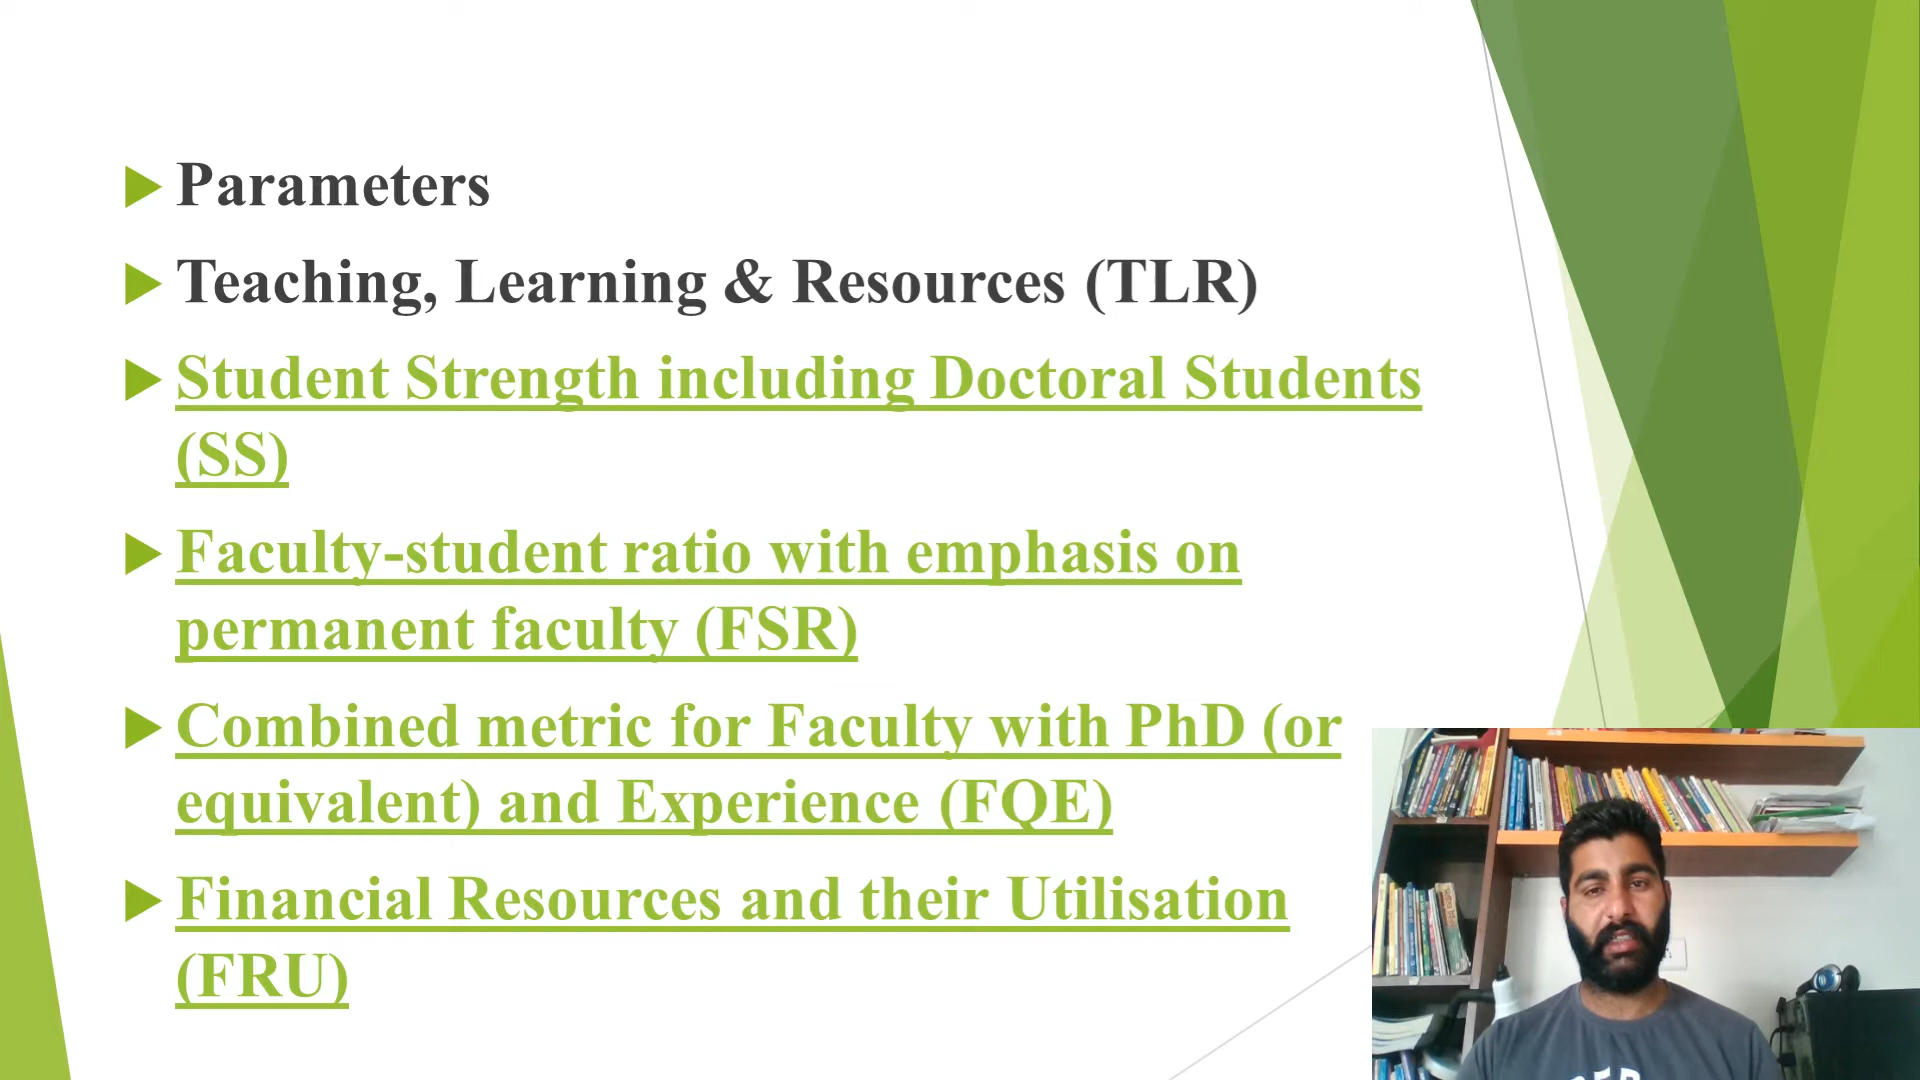 Parameters
Teaching, Learning & Resources (TLR)
Student Strength including Doctoral Students
(SS)
Faculty-student ratio with emphasis on
permanent faculty (FSR)
Combined metric for Faculty with PhD (or
equivalent) and Experience (FQE)
Financial Resources and their Utilisation
(FRU)